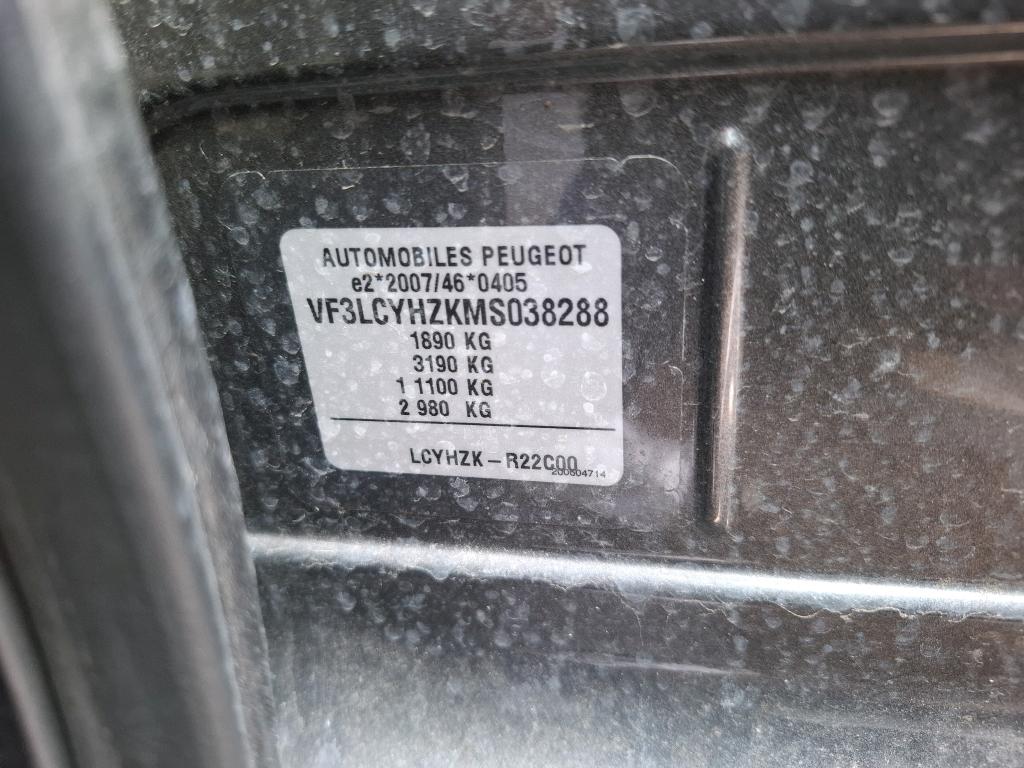 AUTOMOBILES PEUGEOT
e2*2007/46*0405
VF3LCYHZKMS038288
1890 KG
3190 KG
1 1100 KG
2 980 KG
LCYHZK – R22C00
200604714